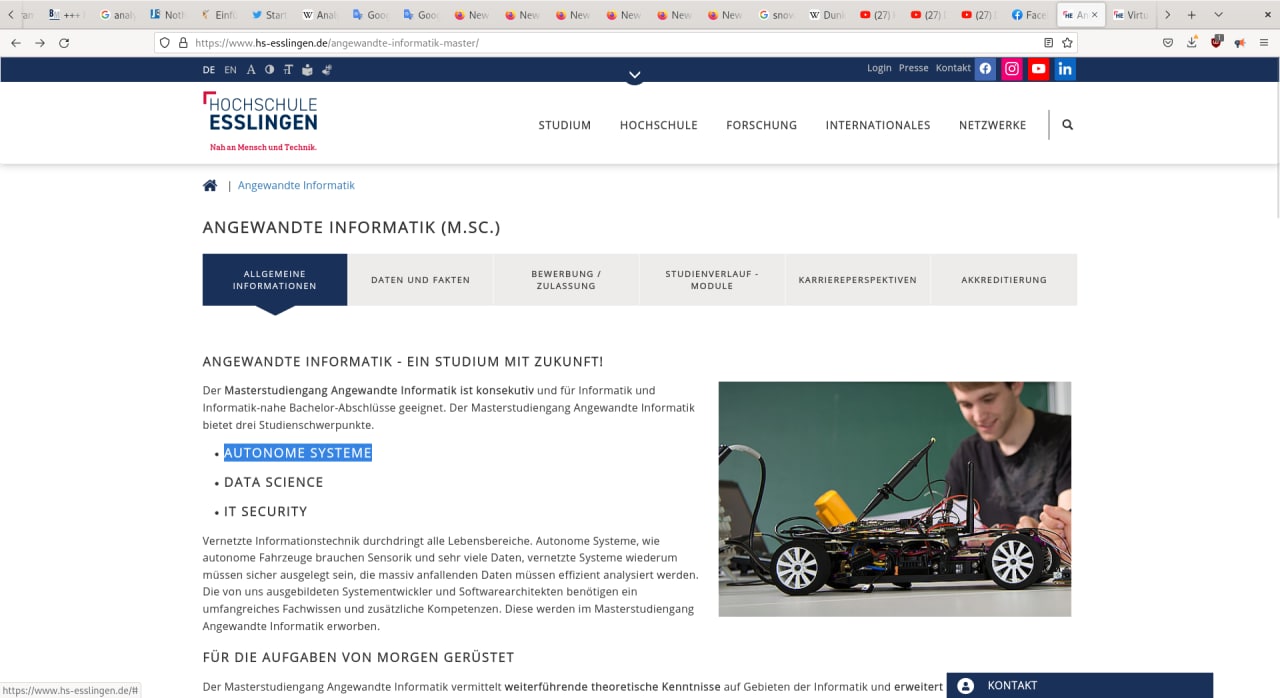 ran
G analy
B +++ I
G analy
LS Noth
Einfü
Start
W Anal
Goog
Goog
New
New
New
New
New
New
G snow
W Dunk
(27) I
(27) I
(27) I
Face
HE An ×
HE Virtu
https://www.hs-esslingen.de/angewandte-informatik-master/
DE EN A
Login Presse Kontakt
HOCHSCHULE
ESSLINGEN
Nah an Mensch und Technik.
STUDIUM HOCHSCHULE FORSCHUNG INTERNATIONALES NETZWERKE
| Angewandte Informatik
ANGEWANDTE INFORMATIK (M.SC.)
ALLGEMEINE
INFORMATIONEN
DATEN UND FAKTEN
BEWERBUNG /
ZULASSUNG
STUDIENVERLAUF -
MODULE
KARRIEREPERSPEKTIVEN
AKKREDITIERUNG
ANGEWANDTE INFORMATIK - EIN STUDIUM MIT ZUKUNFT!
Der Masterstudiengang Angewandte Informatik ist konsekutiv und für Informatik und
Informatik-nahe Bachelor-Abschlüsse geeignet. Der Masterstudiengang Angewandte Informatik
bietet drei Studienschwerpunkte.
• AUTONOME SYSTEME
• DATA SCIENCE
• IT SECURITY
Vernetzte Informationstechnik durchdringt alle Lebensbereiche. Autonome Systeme, wie
autonome Fahrzeuge brauchen Sensorik und sehr viele Daten, vernetzte Systeme wiederum
müssen sicher ausgelegt sein, die massiv anfallenden Daten müssen effizient analysiert werden.
Die von uns ausgebildeten Systementwickler und Softwarearchitekten benötigen ein
umfangreiches Fachwissen und zusätzliche Kompetenzen. Diese werden im Masterstudiengang
Angewandte Informatik erworben.
FÜR DIE AUFGABEN VON MORGEN GERÜSTET
Der Masterstudiengang Angewandte Informatik vermittelt weiterführende theoretische Kenntnisse auf Gebieten der Informatik und erweitert
KONTAKT
https://www.hs-esslingen.de/#